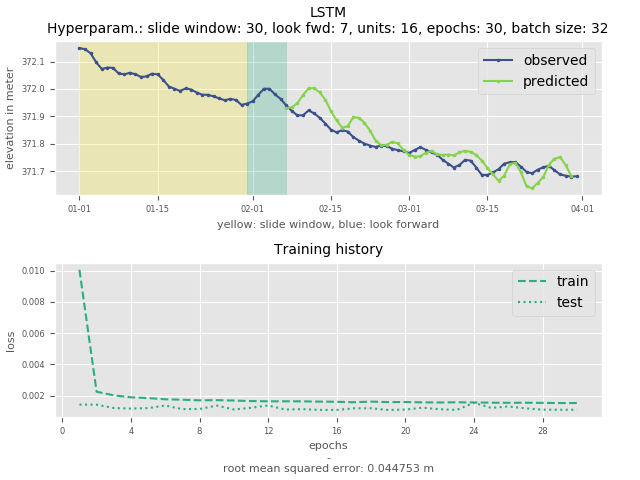 LSTM
Hyperparam.: slide window: 30, look fwd: 7, units: 16, epochs: 30, batch size: 32
372.1
372.0
371.9
371.8
371.7
elevation in meter
observed
predicted
01-01
01-15
02-01
02-15
03-01
03-15
04-01
yellow: slide window, blue: look forward
Training history
0.010
0.008
0.006
0.004
0.002
loss
train
test
0
4
8
12
16
20
24
28
epochs
-
root mean squared error: 0.044753 m